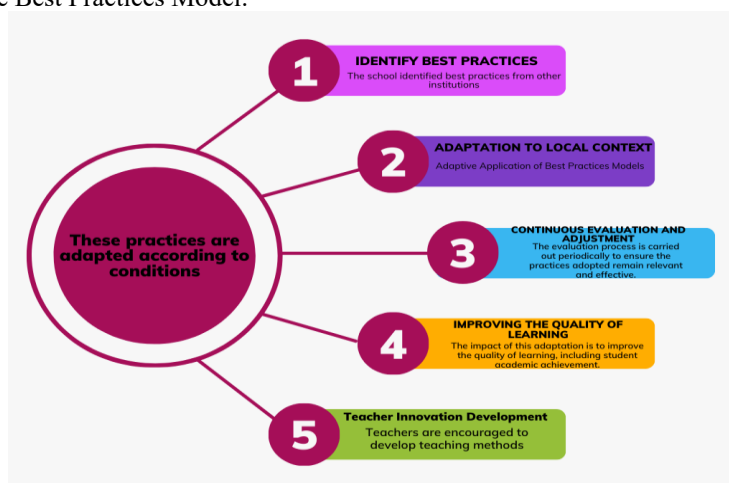 e Best Practices Model.
1
IDENTIFY BEST PRACTICES
The school identified best practices from other
institutions
2
ADAPTATION TO LOCAL CONTEXT
Adaptive Application of Best Practices Models
These practices are
adapted according to
conditions
3
CONTINUOUS EVALUATION AND
ADJUSTMENT
The evaluation process is carried
out periodically to ensure the
practices adopted remain relevant
and effective.
4
IMPROVING THE QUALITY OF
LEARNING
The impact of this adaptation is to improve
the quality of learning, including student
academic achievement.
5
Teacher Innovation Development
Teachers are encouraged to
develop teaching methods